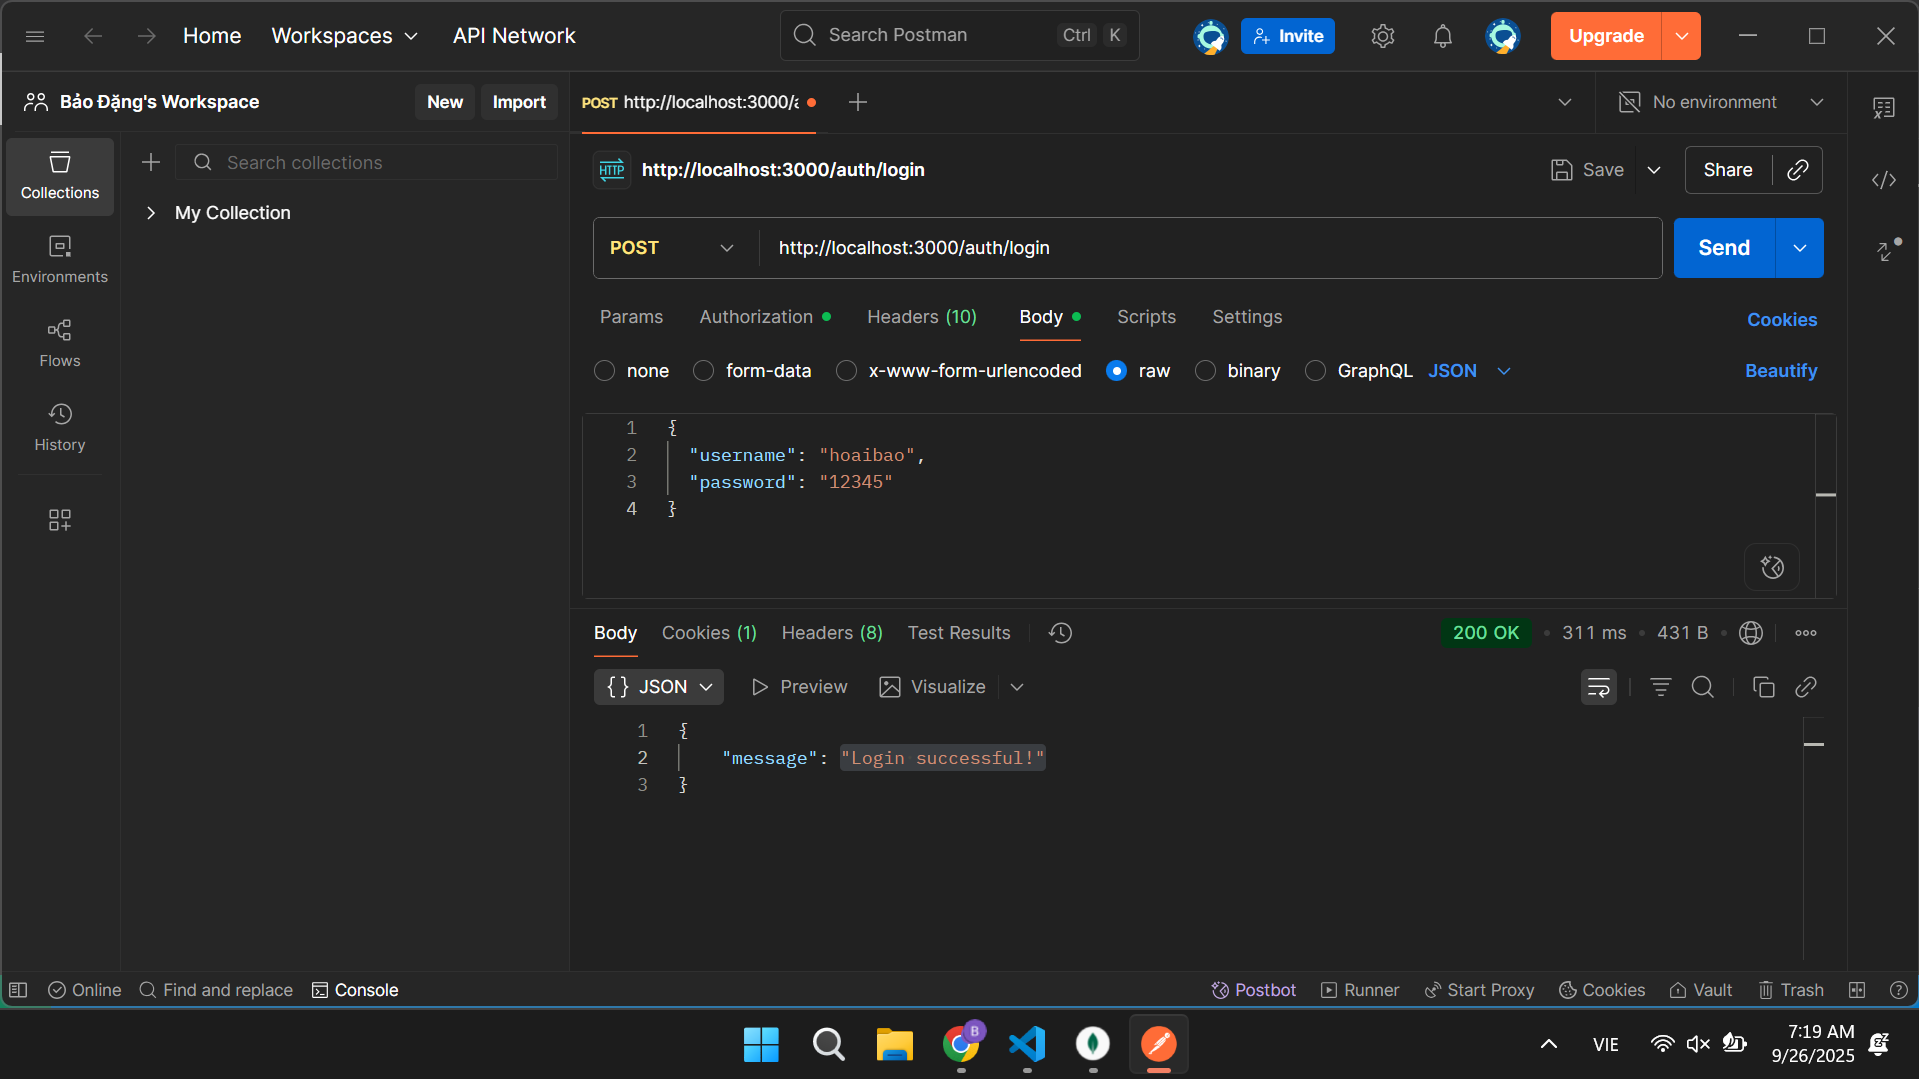 Home
Workspaces
API Network
Search Postman
Ctrl K
Invite
Upgrade
Bảo Đặng's Workspace
New
Import
POST http://localhost:3000/a
No environment
Collections
Search collections
HTTP http://localhost:3000/auth/login
Save
Share
My Collection
POST
http://localhost:3000/auth/login
Send
Environments
Params
Authorization
Headers (10)
Body
Scripts
Settings
Cookies
Flows
none
form-data
x-www-form-urlencoded
raw
binary
GraphQL
JSON
Beautify
History
1 {
2 "username": "hoaibao",
3 "password": "12345"
4 }
Body
Cookies (1)
Headers (8)
Test Results
200 OK
311 ms
431 B
{} JSON
Preview
Visualize
1 {
2 "message": "Login successful!"
3 }
Online
Find and replace
Console
Postbot
Runner
Start Proxy
Cookies
Vault
Trash
B
VIE
7:19 AM
9/26/2025